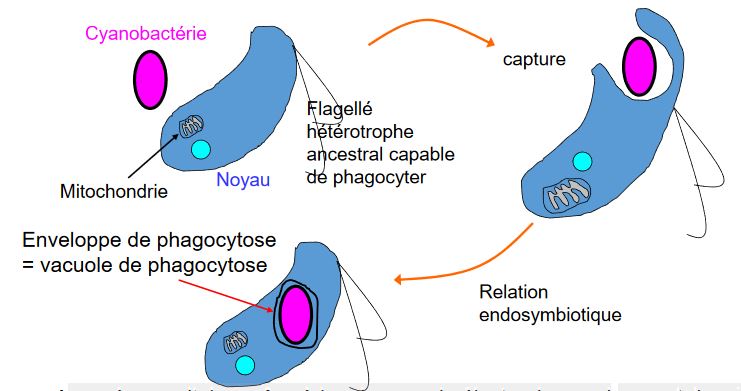 Cyanobactérie
capture
Flagellé
hétérotrophe
ancestral capable
de phagocyter
Mitochondrie
Noyau
Enveloppe de phagocytose
= vacuole de phagocytose
Relation
endosymbiotique